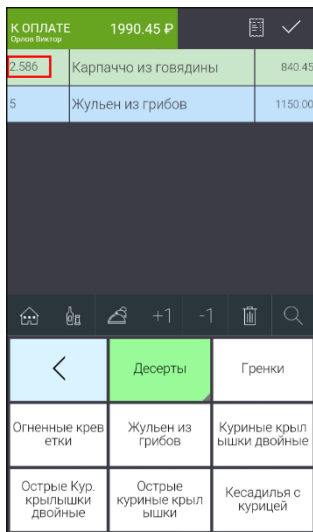 К ОПЛАТЕ 1990.45 ₽
Орлов Виктор
2.586 Карпаччо из говядины 840.45
5 Жульен из грибов 1150.00
+1 -1
Десерты Гренки
Огненные крев Жульен из Куриные крыл
етки грибов ышки двойные
Острые Кур. Острые Кесадилья с
крылышки куриные крыл курицей
двойные ышки